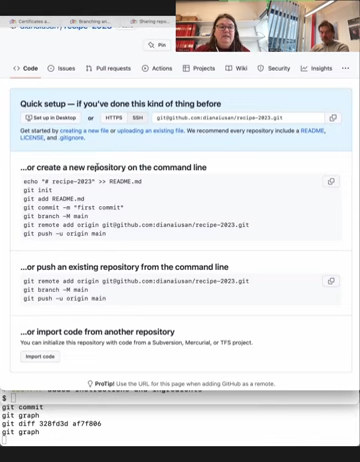 Certificates a...
Branching an...
Sharing repo...
Pin
Code Issues Pull requests Actions Projects Wiki Security Insights
Quick setup — if you've done this kind of thing before
Set up in Desktop or HTTPS SSH git@github.com:dianaiusan/recipe-2023.git
Get started by creating a new file or uploading an existing file. We recommend every repository include a README,
LICENSE, and .gitignore.
...or create a new repository on the command line
echo "# recipe-2023" >> README.md
git init
git add README.md
git commit -m "first commit"
git branch -M main
git remote add origin git@github.com:dianaiusan/recipe-2023.git
git push -u origin main
...or push an existing repository from the command line
git remote add origin git@github.com:dianaiusan/recipe-2023.git
git branch -M main
git push -u origin main
...or import code from another repository
You can initialize this repository with code from a Subversion, Mercurial, or TFS project.
Import code
ProTip! Use the URL for this page when adding GitHub as a remote.
$
git commit
git graph
git diff 328fd3d af7f806
git graph